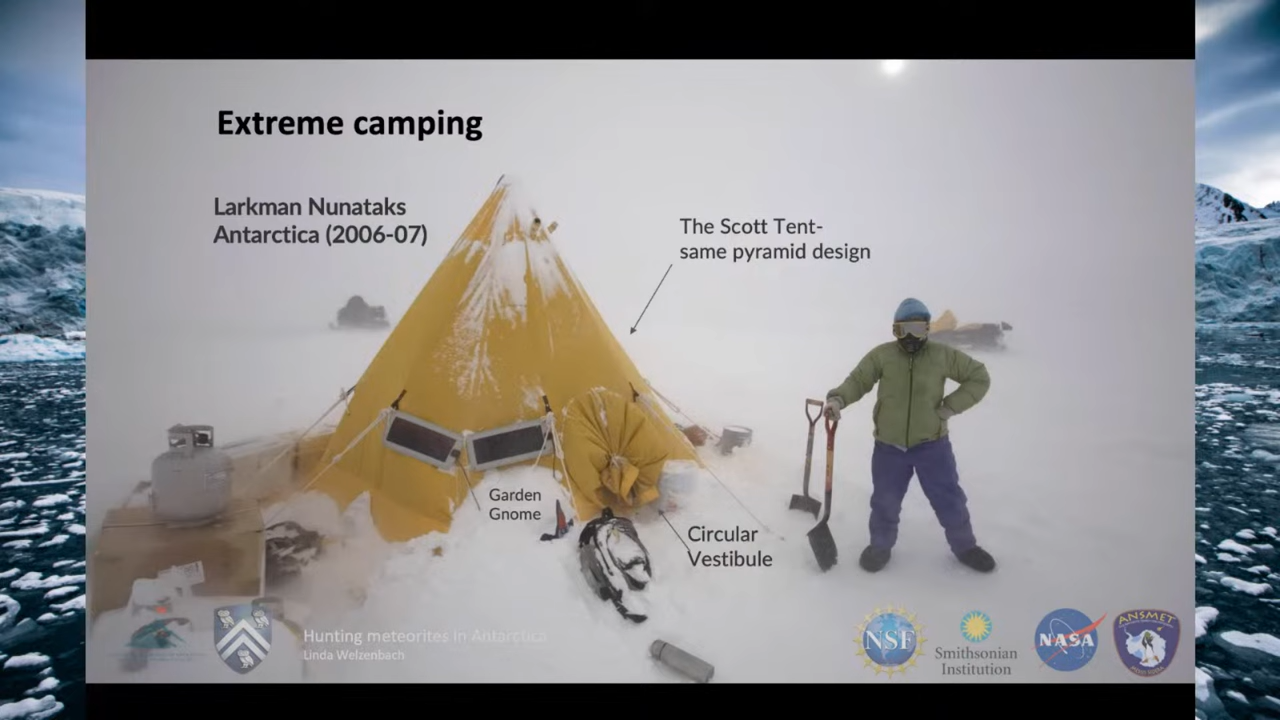 Extreme camping
Larkman Nunataks
Antarctica (2006-07)
The Scott Tent-
same pyramid design
Garden
Gnome
Circular
Vestibule
Hunting meteorites in Antarctica
Linda Welzenbach
NSF
Smithsonian
Institution
NASA
ANSMET